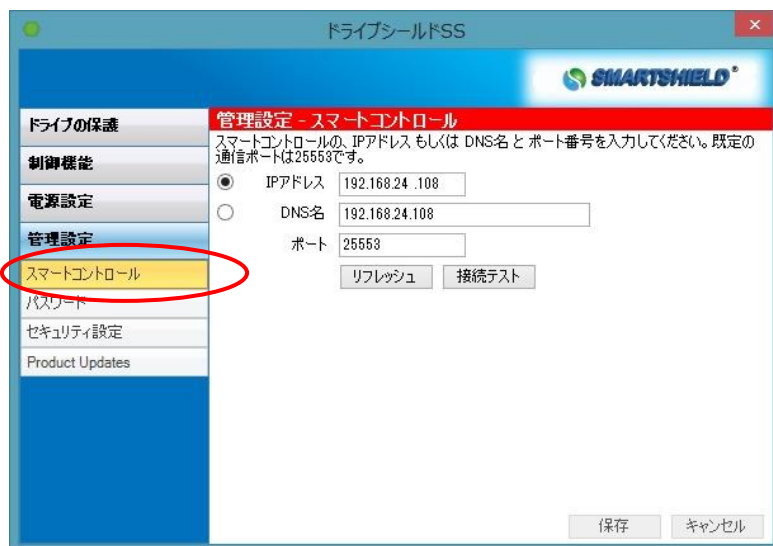 ドライブシールドSS
SMARTSHIELD®
ドライブの保護
制御機能
電源設定
管理設定
スマートコントロール
パスワード
セキュリティ設定
Product Updates
管理設定 - スマートコントロール
スマートコントロールの、IPアドレス もしくは DNS名 と ポート番号を入力してください。既定の
通信ポートは25553です。
IPアドレス 192.168.24 .108
DNS名 192.168.24.108
ポート 25553
リフレッシュ 接続テスト
保存 キャンセル